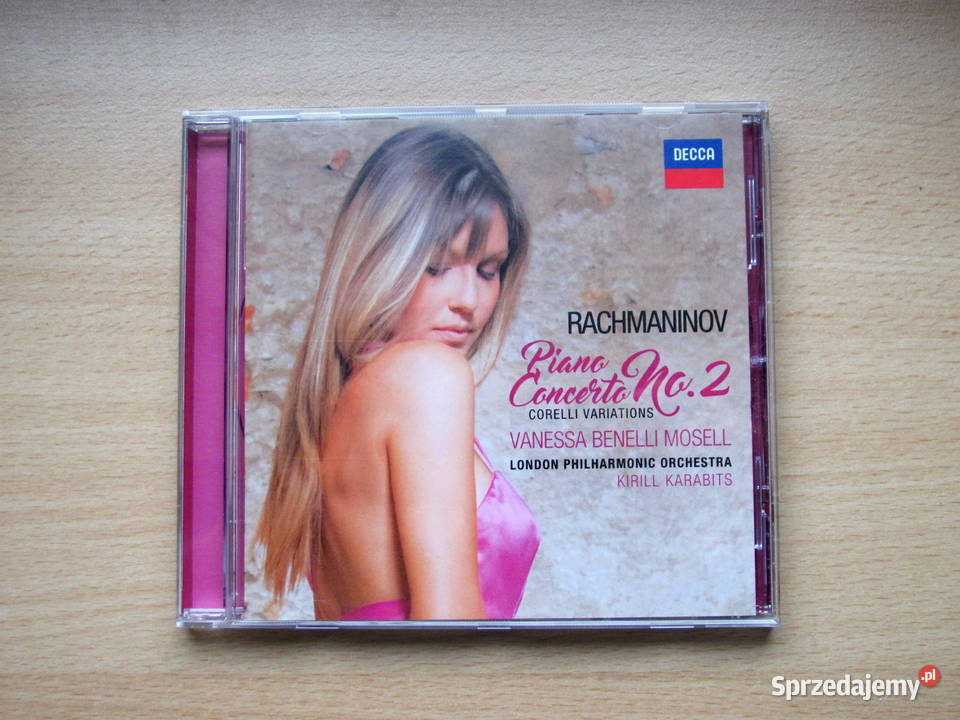 DECCA
RACHMANINOV
Piano
Concerto No. 2
CORELLI VARIATIONS
VANESSA BENELLI MOSELL
LONDON PHILHARMONIC ORCHESTRA
KIRILL KARABITS
Sprzedajemy.pl